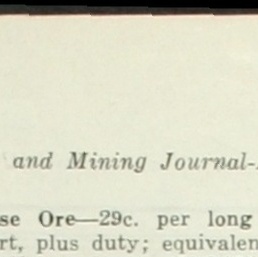 and Mining Journal-
se Ore—29c. per long
rt, plus duty; equivalen